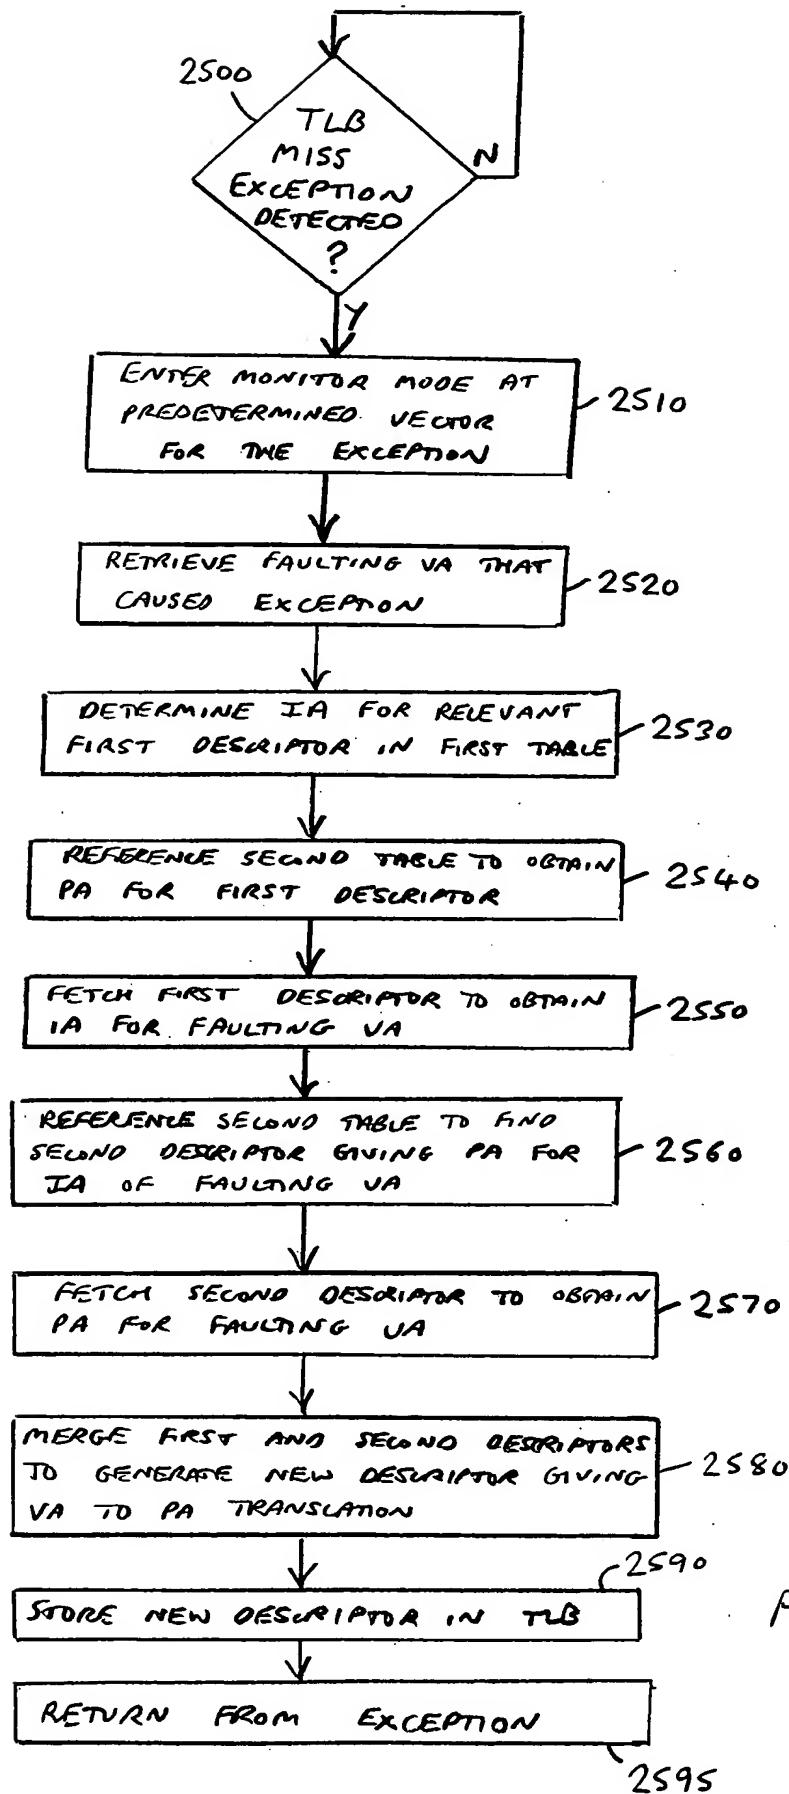 2500
TLB
MISS
EXCEPTION
DETECTED
?
N
Y
ENTER MONITOR MODE AT
PREDETERMINED VECTOR
FOR THE EXCEPTION
2510
RETRIEVE FAULTING VA THAT
CAUSED EXCEPTION
2520
DETERMINE IA FOR RELEVANT
FIRST DESCRIPTOR IN FIRST TABLE
2530
REFERENCE SECOND TABLE TO OBTAIN
PA FOR FIRST DESCRIPTOR
2540
FETCH FIRST DESCRIPTOR TO OBTAIN
IA FOR FAULTING VA
2550
REFERENCE SECOND TABLE TO FIND
SECOND DESCRIPTOR GIVING PA FOR
IA OF FAULTING VA
2560
FETCH SECOND DESCRIPTOR TO OBTAIN
PA FOR FAULTING VA
2570
MERGE FIRST AND SECOND DESCRIPTORS
TO GENERATE NEW DESCRIPTOR GIVING
VA TO PA TRANSLATION
2580
2590
STORE NEW DESCRIPTOR IN TLB
RETURN FROM EXCEPTION
2595